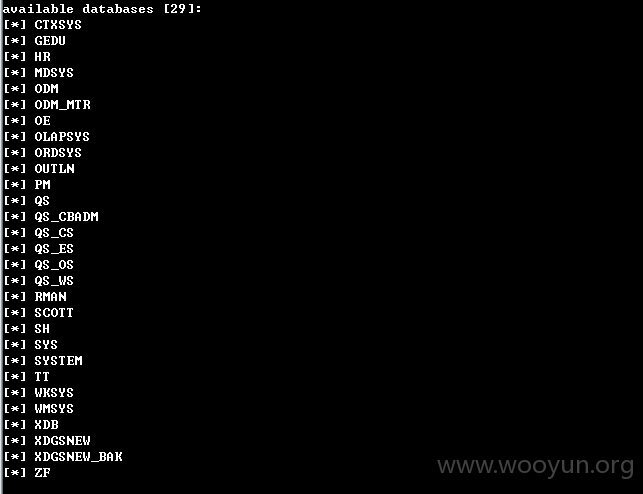 available databases [29]:
[*] CTXSYS
[*] GEDU
[*] HR
[*] MDSYS
[*] ODM
[*] ODM_MTR
[*] OE
[*] OLAPSYS
[*] ORDSYS
[*] OUTLN
[*] PM
[*] QS
[*] QS_CBADM
[*] QS_CS
[*] QS_ES
[*] QS_OS
[*] QS_WS
[*] RMAN
[*] SCOTT
[*] SH
[*] SYS
[*] SYSTEM
[*] TT
[*] WKSYS
[*] WMSYS
[*] XDB
[*] XDGSNEW
[*] XDGSNEW_BAK
[*] ZF
www.wooyun.org